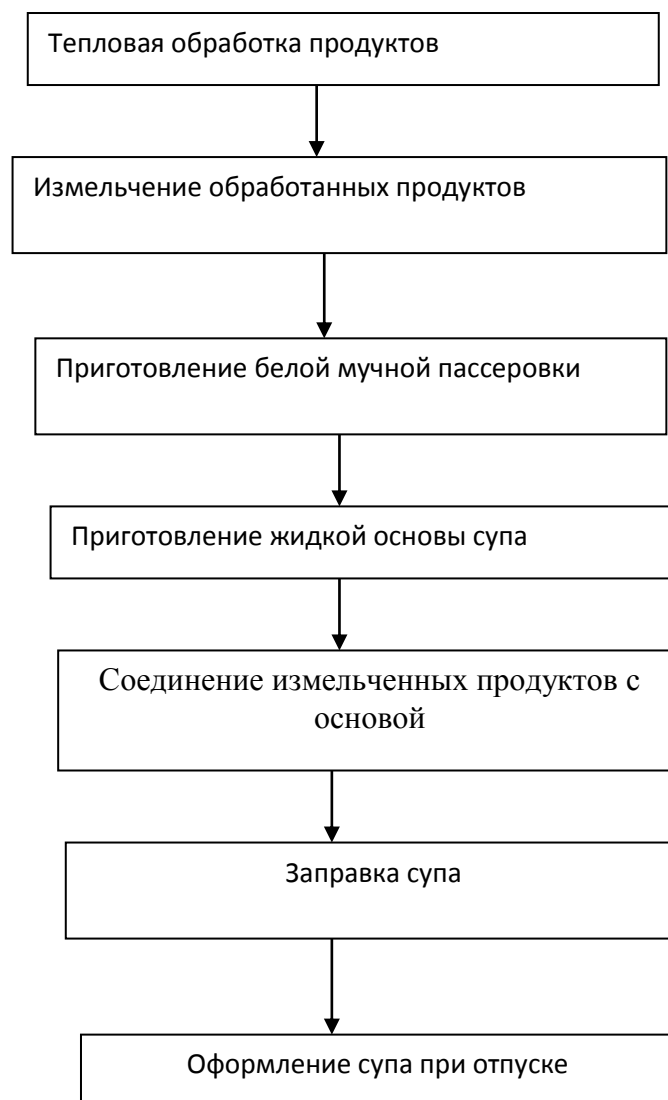 Тепловая обработка продуктов
Измельчение обработанных продуктов
Приготовление белой мучной пассеровки
Приготовление жидкой основы супа
Соединение измельченных продуктов с
основой
Заправка супа
Оформление супа при отпуске